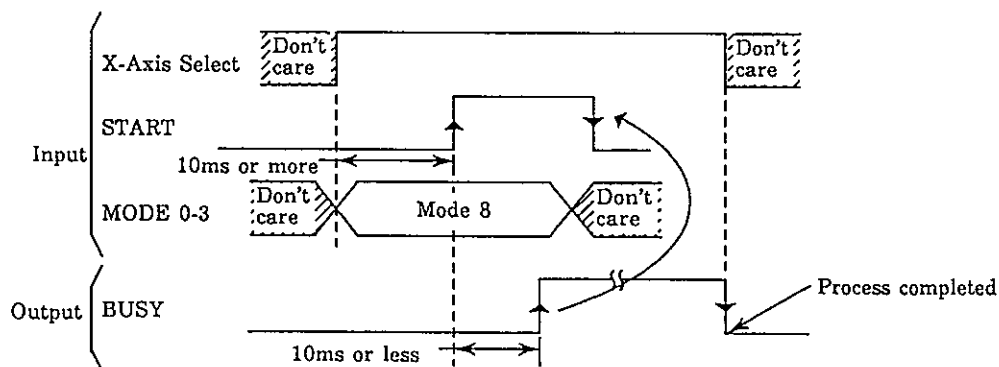 Input
X-Axis Select
Don't
care
Don't
care
START
10ms or more
MODE 0-3
Don't
care
Mode 8
Don't
care
Output
BUSY
Process completed
10ms or less